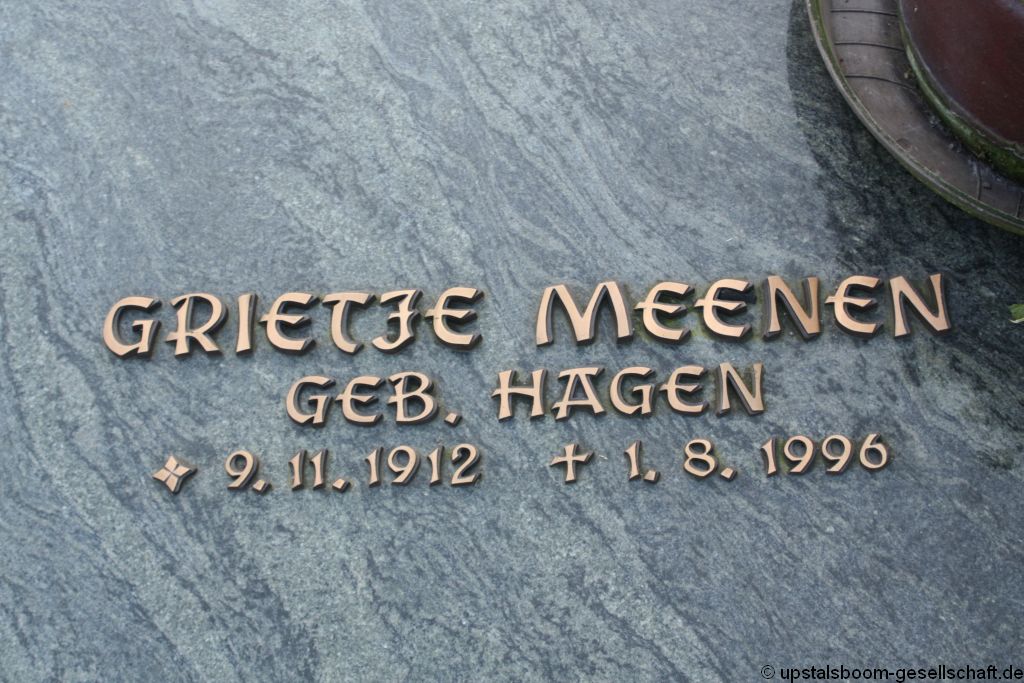 GRIETJE MEENEN
GEB. HAGEN
9. 11. 1912 † 1. 8. 1996
© upstalsboom-gesellschaft.de